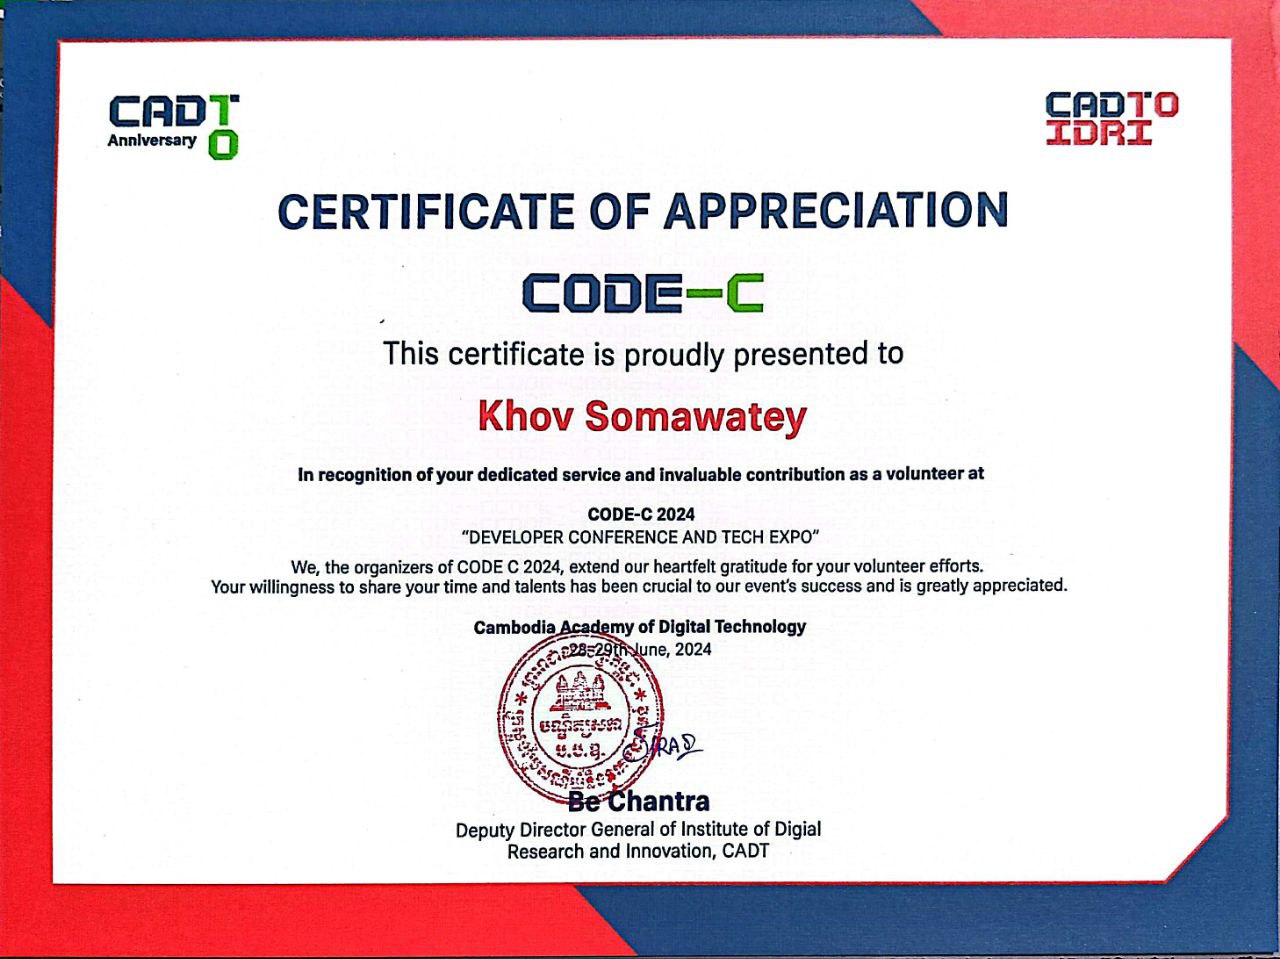 CADT
Anniversary
10
CADT 10
IDRI
CERTIFICATE OF APPRECIATION
CODE-C
This certificate is proudly presented to
Khov Somawatey
In recognition of your dedicated service and invaluable contribution as a volunteer at
CODE-C 2024
“DEVELOPER CONFERENCE AND TECH EXPO”
We, the organizers of CODE C 2024, extend our heartfelt gratitude for your volunteer efforts.
Your willingness to share your time and talents has been crucial to our event's success and is greatly appreciated.
Cambodia Academy of Digital Technology
28-29th June, 2024
ប.ប.ឌ.
Be Chantra
Deputy Director General of Institute of Digial
Research and Innovation, CADT